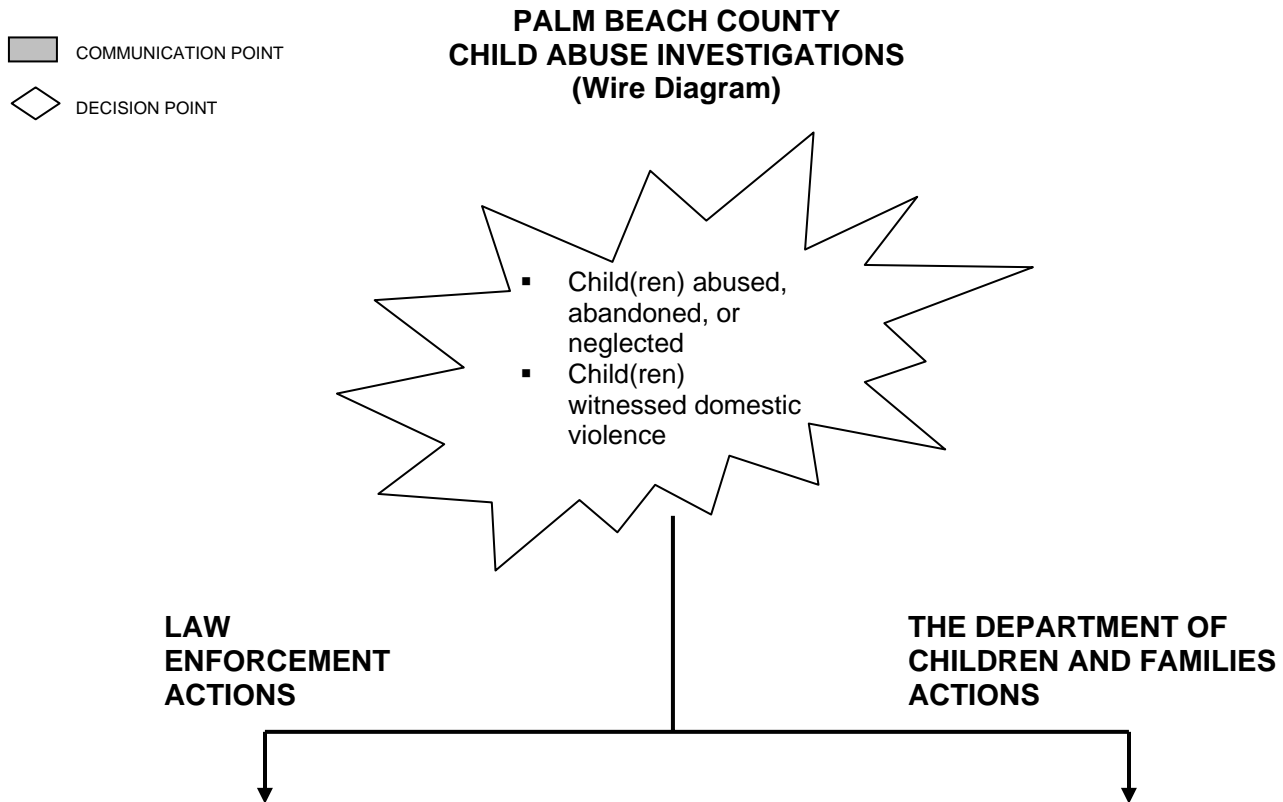 PALM BEACH COUNTY
CHILD ABUSE INVESTIGATIONS
(Wire Diagram)
COMMUNICATION POINT
DECISION POINT
▪ Child(ren) abused,
abandoned, or
neglected
▪ Child(ren)
witnessed domestic
violence
LAW
ENFORCEMENT
ACTIONS
THE DEPARTMENT OF
CHILDREN AND FAMILIES
ACTIONS